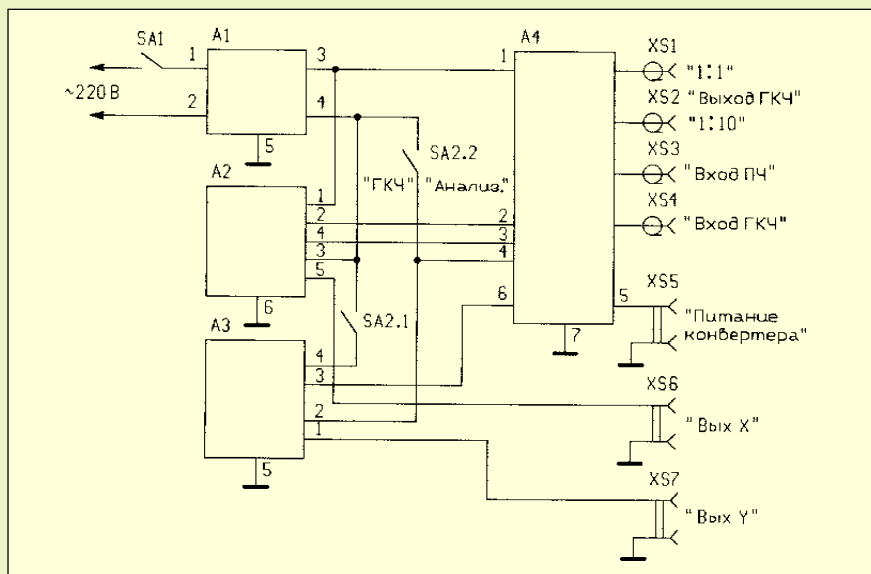 SA1
A1
1
3
~220 В
2
4
5
A2
1
2
4
3
5
6
SA2.2
"ГКЧ"
"Анализ."
SA2.1
A3
4
3
2
1
5
A4
1
2
3
4
6
5
7
XS1
"1:1"
XS2 "Выход ГКЧ"
"1:10"
XS3
"Вход ПЧ"
XS4
"Вход ГКЧ"
XS5
"Питание
конвертера"
XS6
"Вых X"
XS7
"Вых Y"